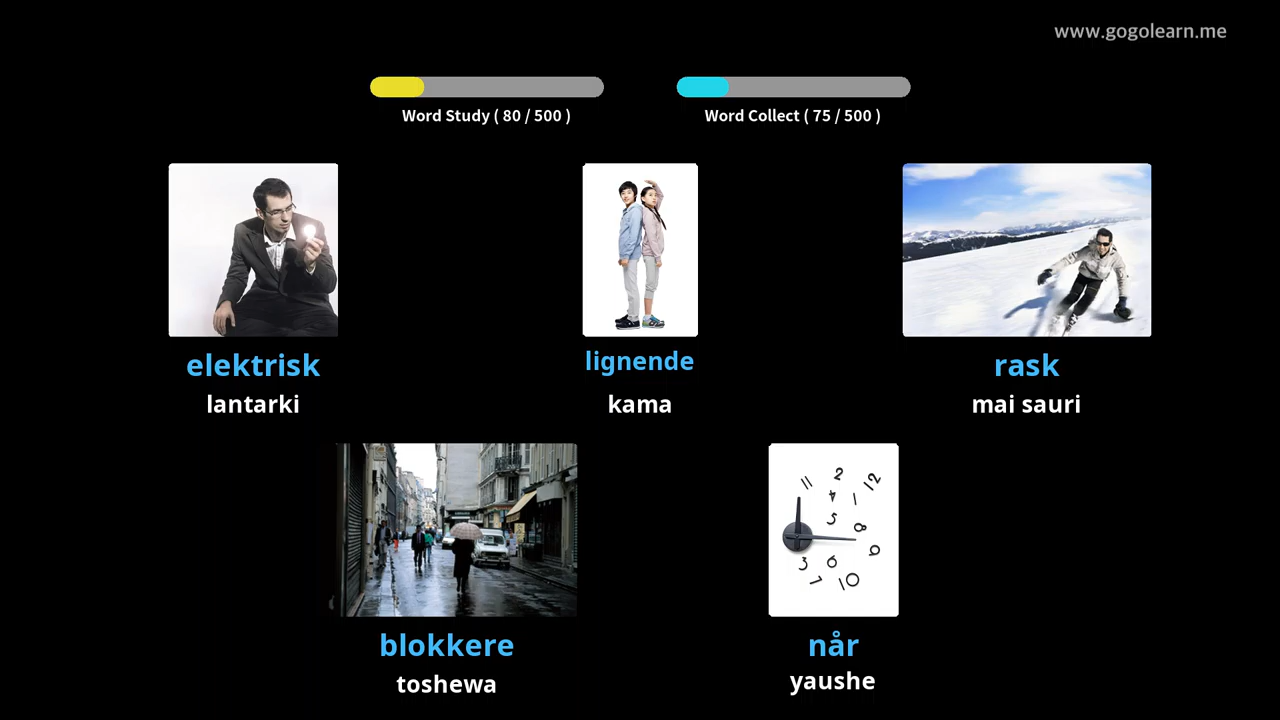 www.gogolearn.me
Word Study ( 80 / 500 )
Word Collect ( 75 / 500 )
elektrisk
lantarki
lignende
kama
rask
mai sauri
blokkere
toshewa
når
yaushe